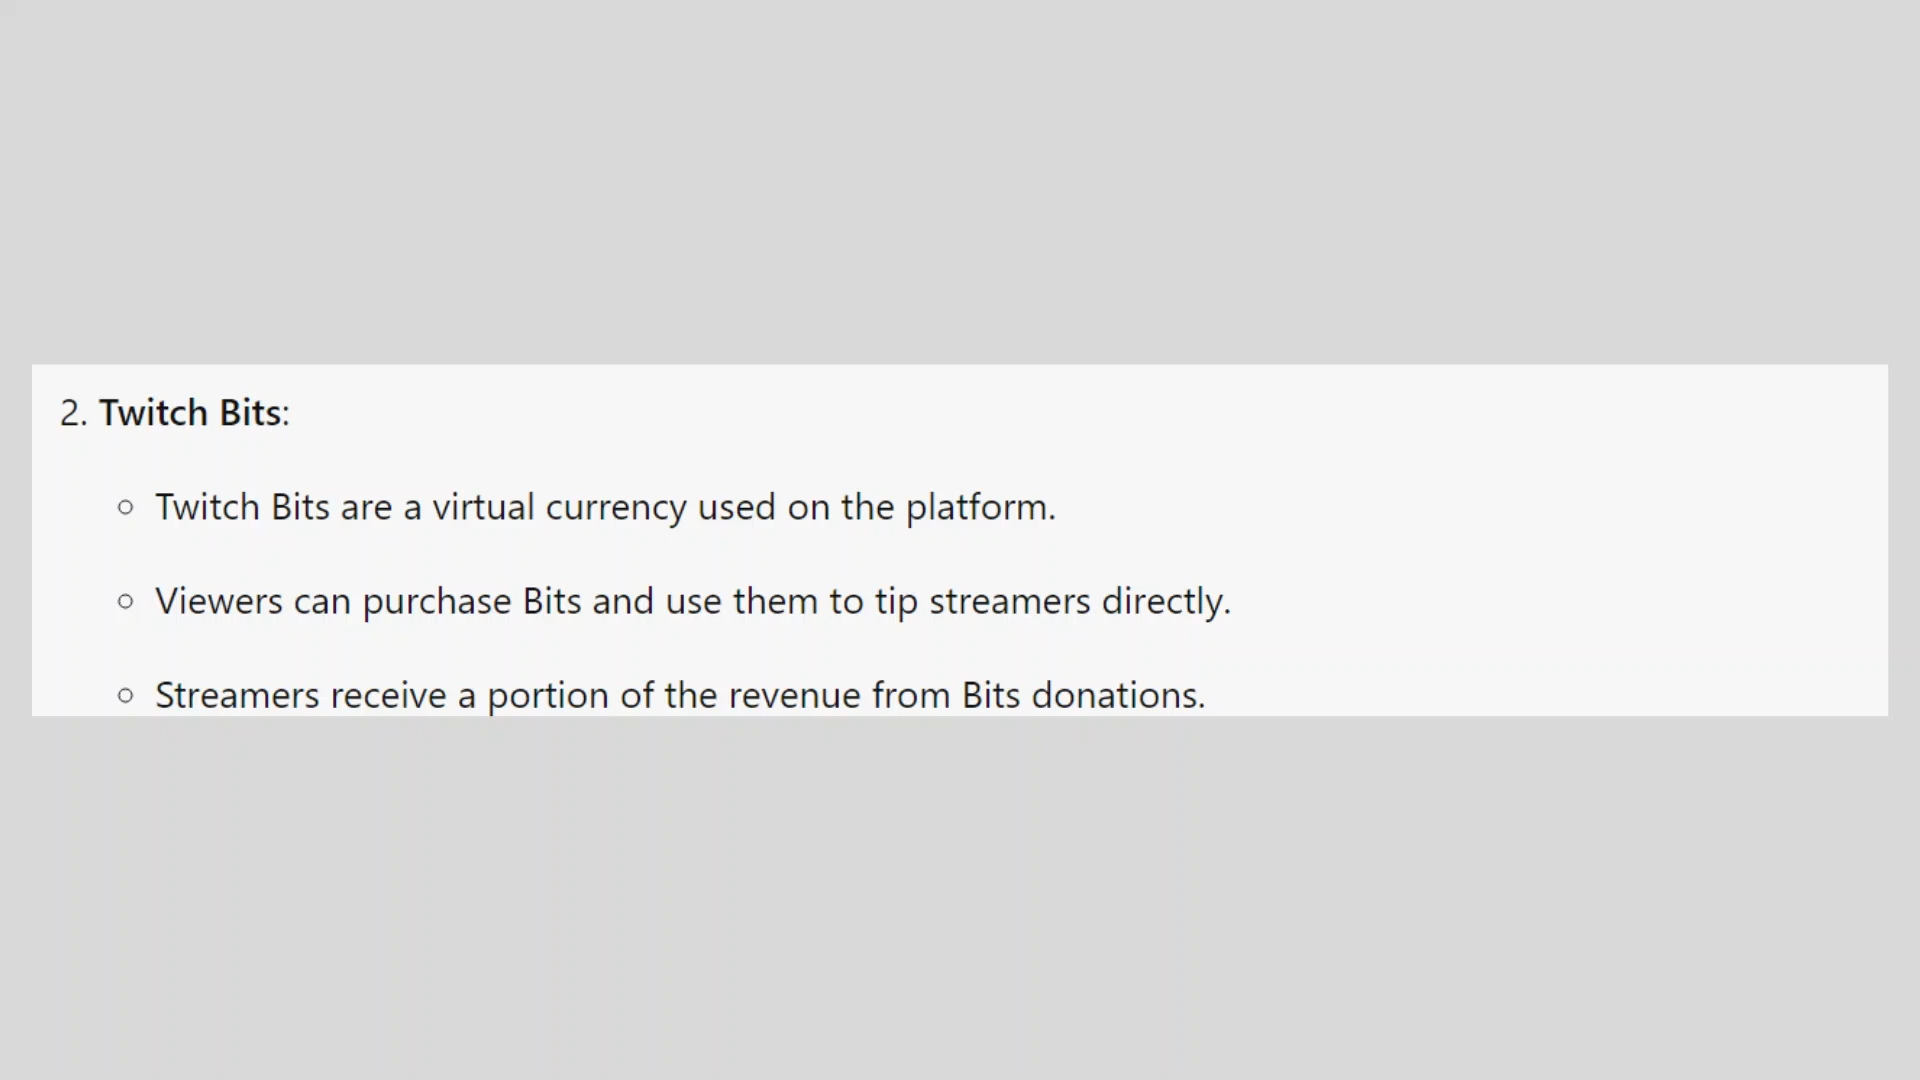 2. Twitch Bits:
○ Twitch Bits are a virtual currency used on the platform.
○ Viewers can purchase Bits and use them to tip streamers directly.
○ Streamers receive a portion of the revenue from Bits donations.